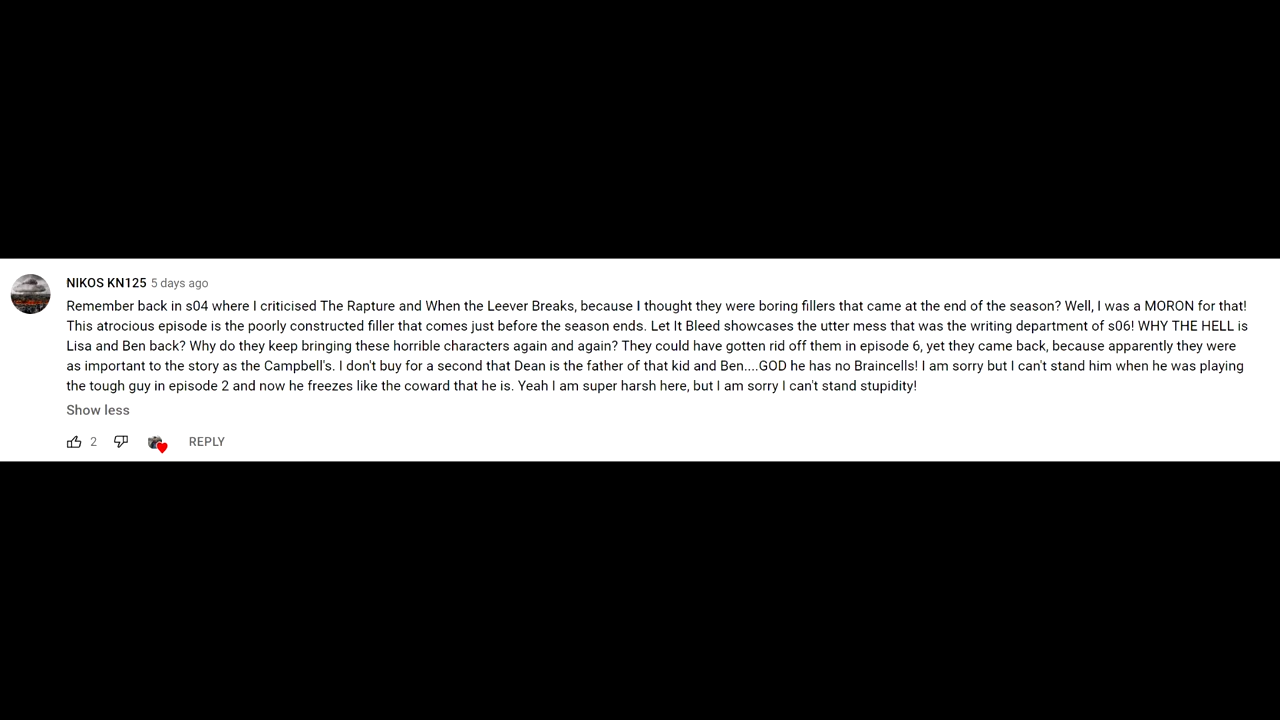 NIKOS KN125 5 days ago
Remember back in s04 where I criticised The Rapture and When the Leever Breaks, because I thought they were boring fillers that came at the end of the season? Well, I was a MORON for that!
This atrocious episode is the poorly constructed filler that comes just before the season ends. Let It Bleed showcases the utter mess that was the writing department of s06! WHY THE HELL is
Lisa and Ben back? Why do they keep bringing these horrible characters again and again? They could have gotten rid off them in episode 6, yet they came back, because apparently they were
as important to the story as the Campbell's. I don't buy for a second that Dean is the father of that kid and Ben....GOD he has no Braincells! I am sorry but I can't stand him when he was playing
the tough guy in episode 2 and now he freezes like the coward that he is. Yeah I am super harsh here, but I am sorry I can't stand stupidity!
Show less
2 REPLY